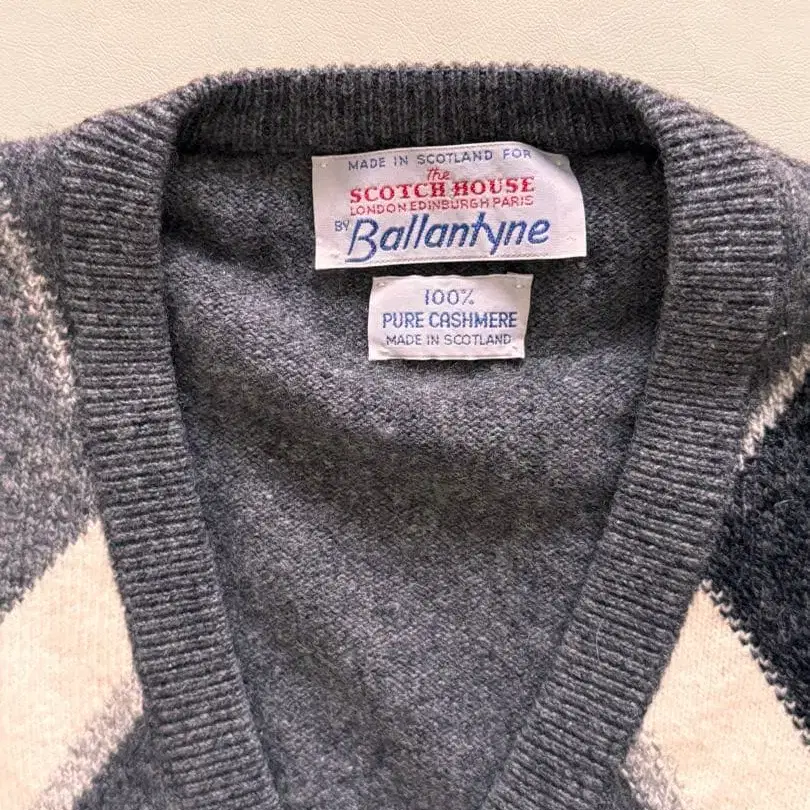 MADE IN SCOTLAND FOR
the
SCOTCH HOUSE
LONDON EDINBURGH PARIS
BY Ballantyne
100%
PURE CASHMERE
MADE IN SCOTLAND